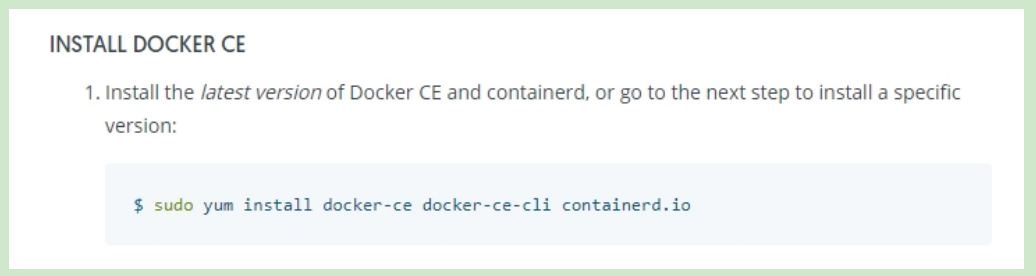 INSTALL DOCKER CE
1. Install the latest version of Docker CE and containerd, or go to the next step to install a specific
version:
$ sudo yum install docker-ce docker-ce-cli containerd.io